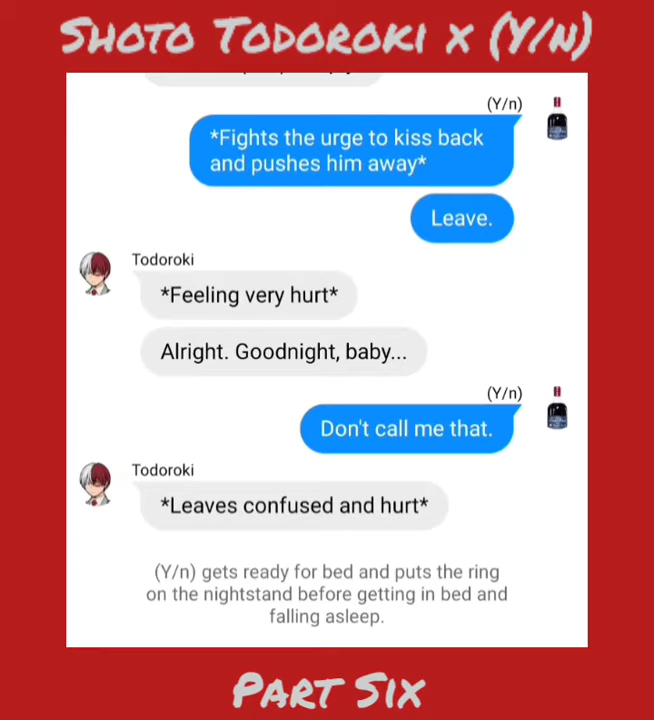 SHOTO TODOROKI X (Y/N)
(Y/n)
*Fights the urge to kiss back
and pushes him away*
Leave.
Todoroki
*Feeling very hurt*
Alright. Goodnight, baby...
(Y/n)
Don't call me that.
Todoroki
*Leaves confused and hurt*
(Y/n) gets ready for bed and puts the ring
on the nightstand before getting in bed and
falling asleep.
PART SIX